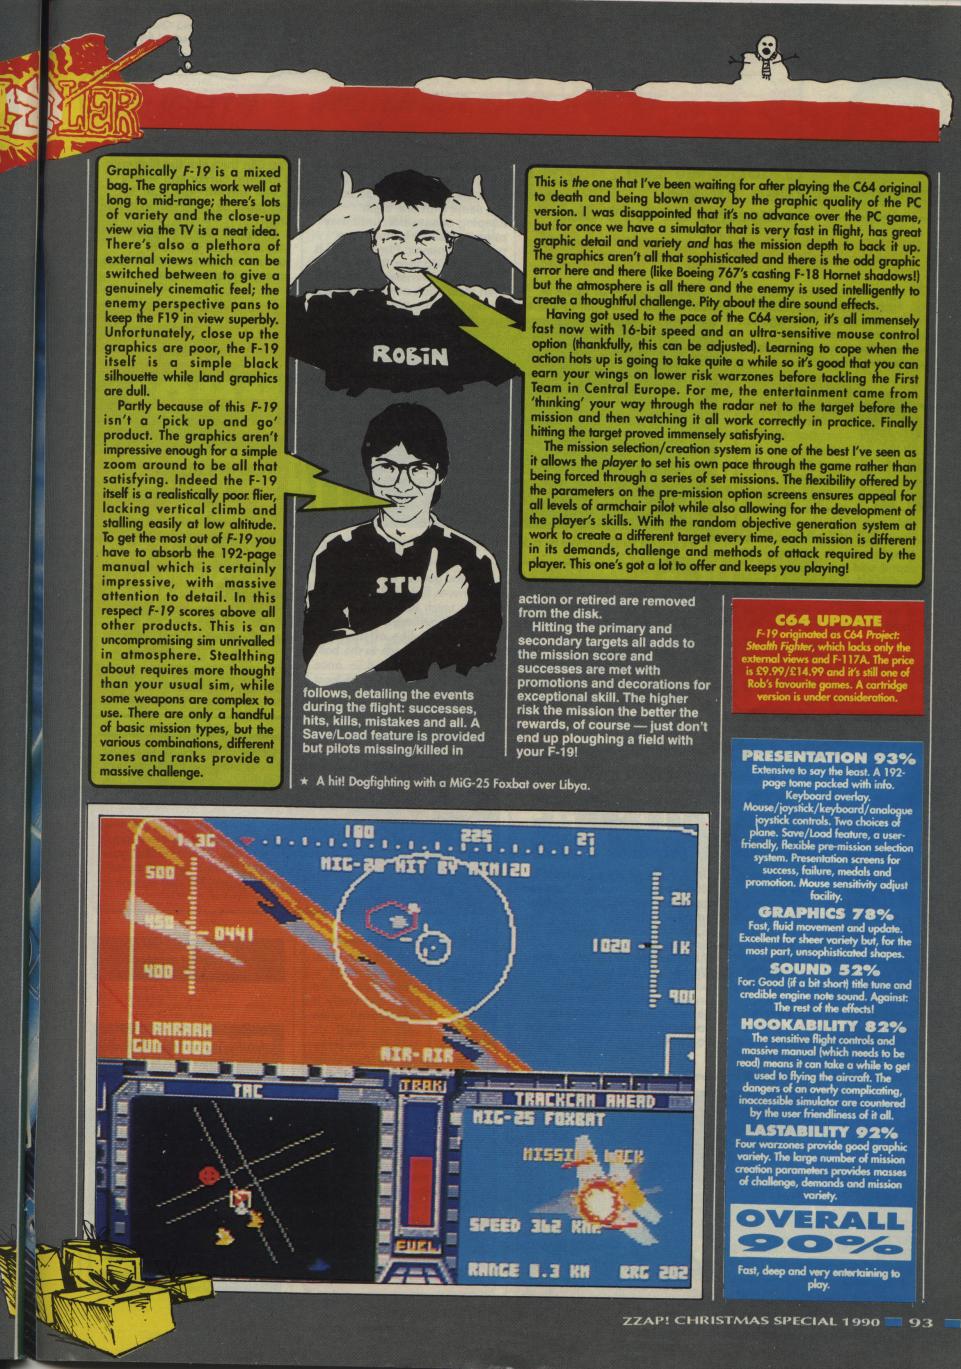 LER
Graphically F-19 is a mixed
bag. The graphics work well at
long to mid-range; there's lots
of variety and the close-up
view via the TV is a neat idea.
There's also a plethora of
external views which can be
switched between to give a
genuinely cinematic feel; the
enemy perspective pans to
keep the F19 in view superbly.
Unfortunately, close up the
graphics are poor, the F-19
itself is a simple black
silhouette while land graphics
are dull.
Partly because of this F-19
isn't a 'pick up and go'
product. The graphics aren't
impressive enough for a simple
zoom around to be all that
satisfying. Indeed the F-19
itself is a realistically poor flier,
lacking vertical climb and
stalling easily at low altitude.
To get the most out of F-19 you
have to absorb the 192-page
manual which is certainly
impressive, with massive
attention to detail. In this
respect F-19 scores above all
other products. This is an
uncompromising sim unrivalled
in atmosphere. Stealthing
about requires more thought
than your usual sim, while
some weapons are complex to
use. There are only a handful
of basic mission types, but the
various combinations, different
zones and ranks provide a
massive challenge.
ROBIN
STU
This is the one that I've been waiting for after playing the C64 original
to death and being blown away by the graphic quality of the PC
version. I was disappointed that it's no advance over the PC game,
but for once we have a simulator that is very fast in flight, has great
graphic detail and variety and has the mission depth to back it up.
The graphics aren't all that sophisticated and there is the odd graphic
error here and there (like Boeing 767's casting F-18 Hornet shadows!)
but the atmosphere is all there and the enemy is used intelligently to
create a thoughtful challenge. Pity about the dire sound effects.
Having got used to the pace of the C64 version, it's all immensely
fast now with 16-bit speed and an ultra-sensitive mouse control
option (thankfully, this can be adjusted). Learning to cope when the
action hots up is going to take quite a while so it's good that you can
earn your wings on lower risk warzones before tackling the First
Team in Central Europe. For me, the entertainment came from
'thinking' your way through the radar net to the target before the
mission and then watching it all work correctly in practice. Finally
hitting the target proved immensely satisfying.
The mission selection/creation system is one of the best I've seen as
it allows the player to set his own pace through the game rather than
being forced through a series of set missions. The flexibility offered by
the parameters on the pre-mission option screens ensures appeal for
all levels of armchair pilot while also allowing for the development of
the player's skills. With the random objective generation system at
work to create a different target every time, each mission is different
in its demands, challenge and methods of attack required by the
player. This one's got a lot to offer and keeps you playing!
follows, detailing the events
during the flight: successes,
hits, kills, mistakes and all. A
Save/Load feature is provided
but pilots missing/killed in
action or retired are removed
from the disk.
Hitting the primary and
secondary targets all adds to
the mission score and
successes are met with
promotions and decorations for
exceptional skill. The higher
risk the mission the better the
rewards, of course — just don't
end up ploughing a field with
your F-19!
★ A hit! Dogfighting with a MiG-25 Foxbat over Libya.
C64 UPDATE
F-19 originated as C64 Project:
Stealth Fighter, which lacks only the
external views and F-117A. The price
is £9.99/£14.99 and it's still one of
Rob's favourite games. A cartridge
version is under consideration.
PRESENTATION 93%
Extensive to say the least. A 192-
page tome packed with info.
Keyboard overlay.
Mouse/joystick/keyboard/analogue
joystick controls. Two choices of
plane. Save/Load feature, a user-
friendly, flexible pre-mission selection
system. Presentation screens for
success, failure, medals and
promotion. Mouse sensitivity adjust
facility.
GRAPHICS 78%
Fast, fluid movement and update.
Excellent for sheer variety but, for the
most part, unsophisticated shapes.
SOUND 52%
For: Good (if a bit short) title tune and
credible engine note sound. Against:
The rest of the effects!
HOOKABILITY 82%
The sensitive flight controls and
massive manual (which needs to be
read) means it can take a while to get
used to flying the aircraft. The
dangers of an overly complicating,
inaccessible simulator are countered
by the user friendliness of it all.
LASTABILITY 92%
Four warzones provide good graphic
variety. The large number of mission
creation parameters provides masses
of challenge, demands and mission
variety.
OVERALL
90%
Fast, deep and very entertaining to
play.
1.3G
180 225 2
MIG-28 HIT BY AIM120
500
450
0441
400
2K
1020 1K
900
1 AMRAAM
GUN 1000
AIR-AIR
TAC
TRAK
FUEL
TRACKCAM AHEAD
MIG-25 FOXBAT
MISSILE LOCK
SPEED 362
RANGE 0.3 KM BRG 202
ZZAP! CHRISTMAS SPECIAL 1990 93